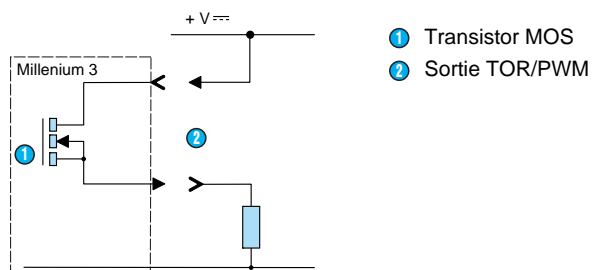 + V ⎓
Millenium 3
1
2
1 Transistor MOS
2 Sortie TOR/PWM